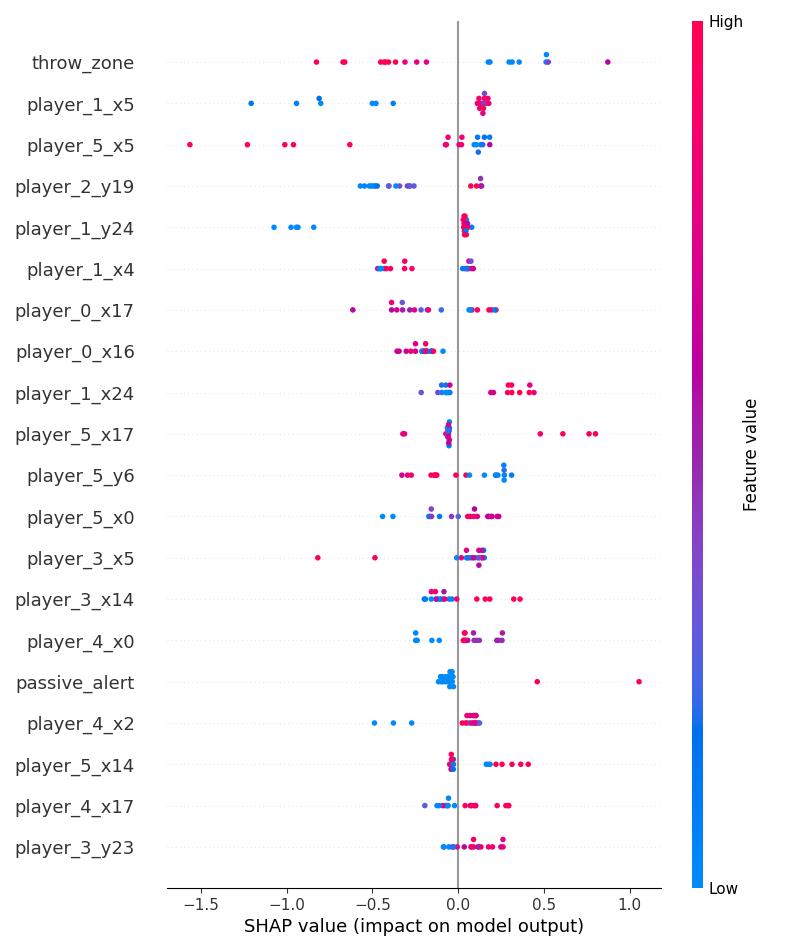 High
throw_zone
player_1_x5
player_5_x5
player_2_y19
player_1_y24
player_1_x4
player_0_x17
player_0_x16
player_1_x24
player_5_x17
player_5_y6
player_5_x0
player_3_x5
player_3_x14
player_4_x0
passive_alert
player_4_x2
player_5_x14
player_4_x17
player_3_y23
Feature value
Low
−1.5 −1.0 −0.5 0.0 0.5 1.0
SHAP value (impact on model output)